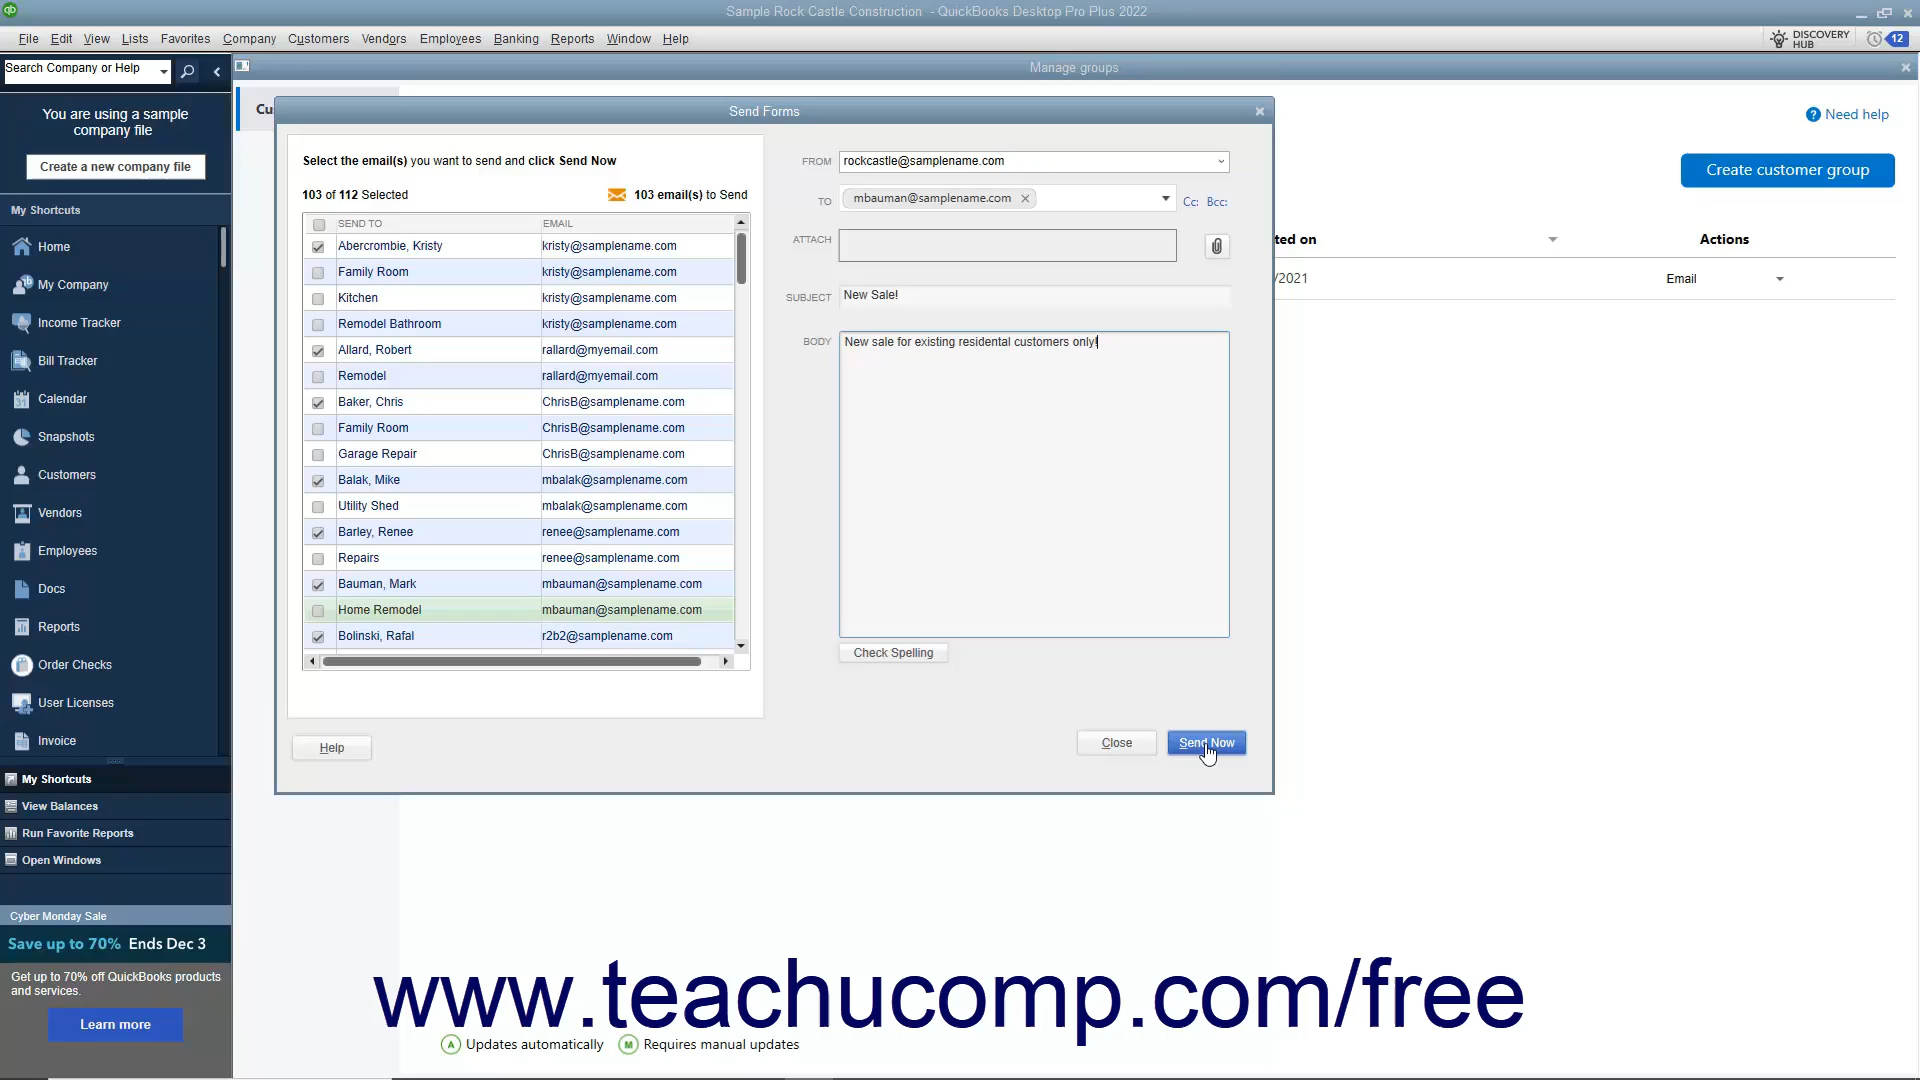 Sample Rock Castle Construction - QuickBooks Desktop Pro Plus 2022
File Edit View Lists Favorites Company Customers Vendors Employees Banking Reports Window Help
DISCOVERY
HUB
12
Search Company or Help
Manage groups
You are using a sample
company file
Create a new company file
My Shortcuts
Home
My Company
Income Tracker
Bill Tracker
Calendar
Snapshots
Customers
Vendors
Employees
Docs
Reports
Order Checks
User Licenses
Invoice
My Shortcuts
View Balances
Run Favorite Reports
Open Windows
Cyber Monday Sale
Save up to 70% Ends Dec 3
Get up to 70% off QuickBooks products
and services.
Learn more
Cu
Send Forms
Select the email(s) you want to send and click Send Now
103 of 112 Selected 103 email(s) to Send
SEND TO EMAIL
Abercrombie, Kristy kristy@samplename.com
Family Room kristy@samplename.com
Kitchen kristy@samplename.com
Remodel Bathroom kristy@samplename.com
Allard, Robert rallard@myemail.com
Remodel rallard@myemail.com
Baker, Chris ChrisB@samplename.com
Family Room ChrisB@samplename.com
Garage Repair ChrisB@samplename.com
Balak, Mike mbalak@samplename.com
Utility Shed mbalak@samplename.com
Barley, Renee renee@samplename.com
Repairs renee@samplename.com
Bauman, Mark mbauman@samplename.com
Home Remodel mbauman@samplename.com
Bolinski, Rafal r2b2@samplename.com
Help
FROM rockcastle@samplename.com
TO mbauman@samplename.com Cc: Bcc:
ATTACH
SUBJECT New Sale!
BODY New sale for existing residental customers only!
Check Spelling
Close Send Now
? Need help
Create customer group
ted on Actions
/2021 Email
www.teachucomp.com/free
A Updates automatically M Requires manual updates